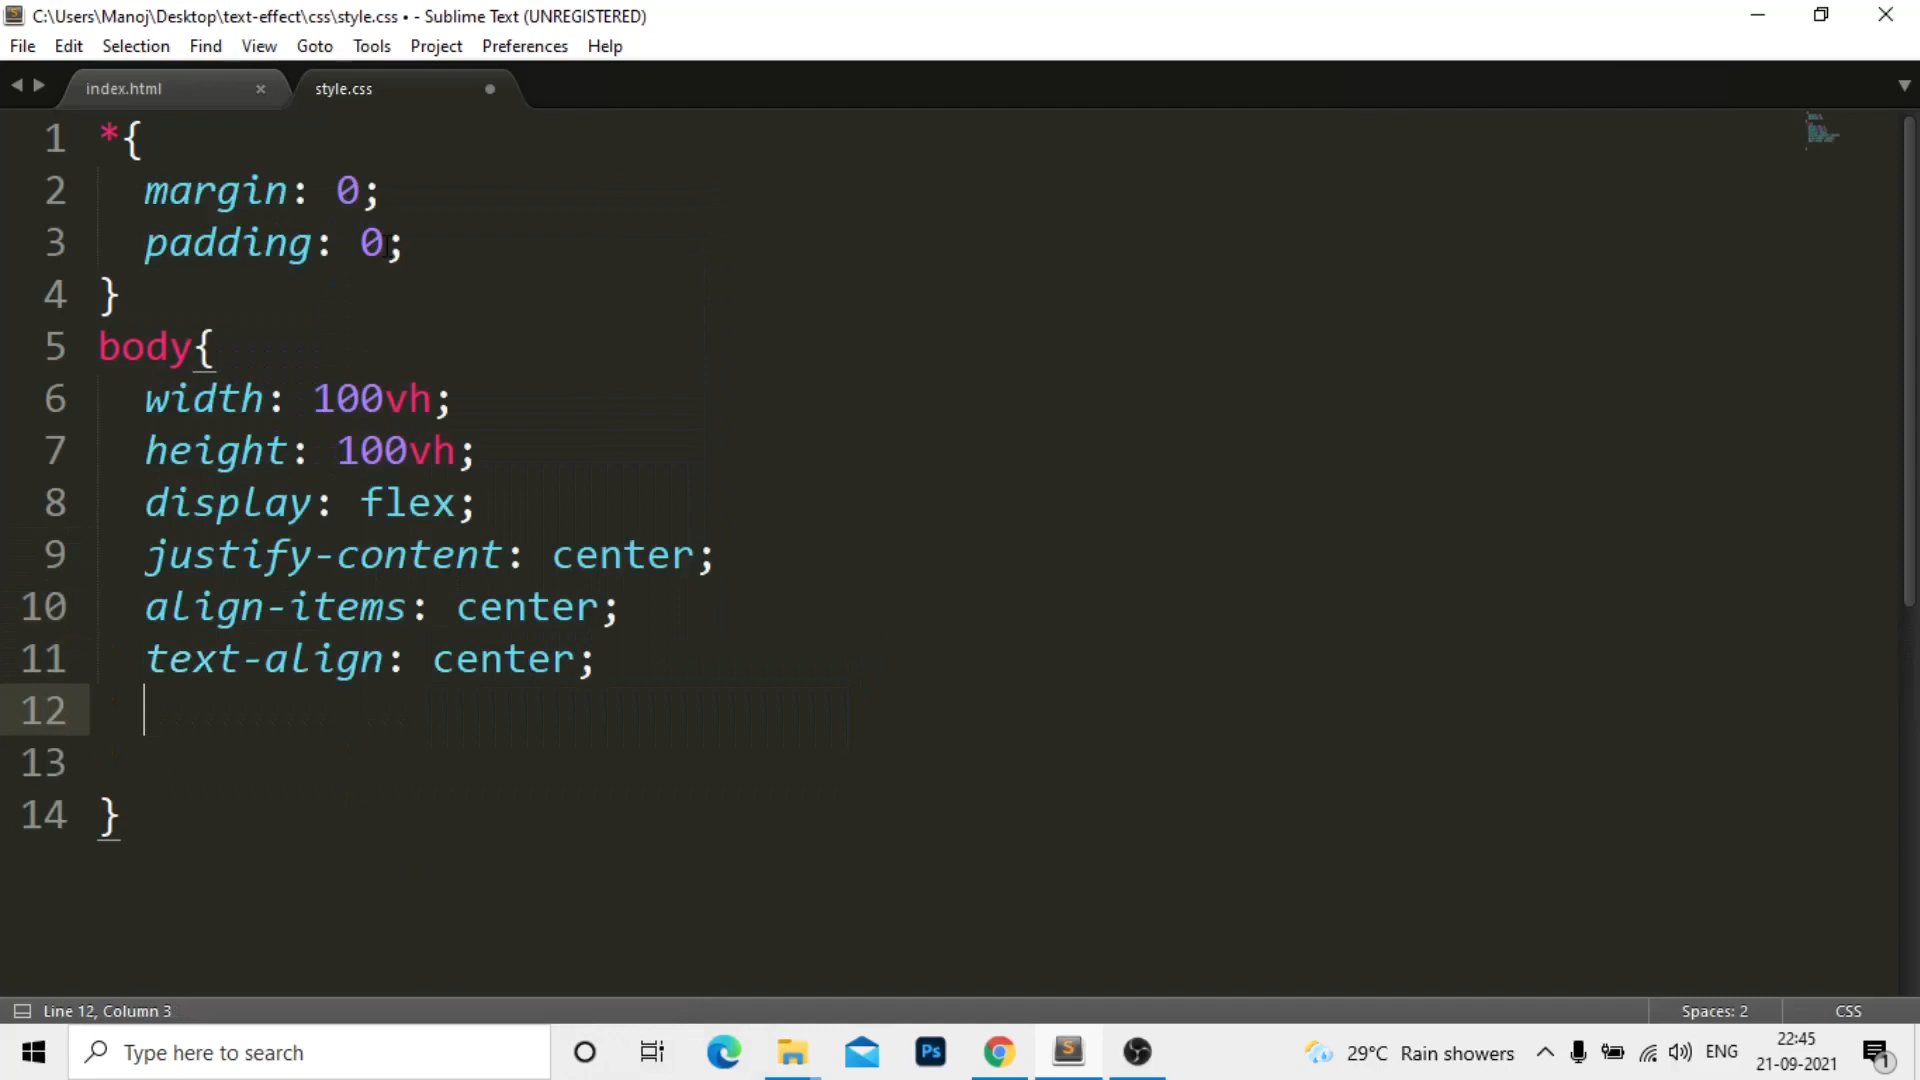 C:\Users\Manoj\Desktop\text-effect\css\style.css • - Sublime Text (UNREGISTERED)
File Edit Selection Find View Goto Tools Project Preferences Help
index.html × style.css
1 *{
2 margin: 0;
3 padding: 0;
4 }
5 body{
6 width: 100vh;
7 height: 100vh;
8 display: flex;
9 justify-content: center;
10 align-items: center;
11 text-align: center;
12
13
14 }
Line 12, Column 3 Spaces: 2 CSS
Type here to search Ps 29°C Rain showers ENG 22:45
21-09-2021 1